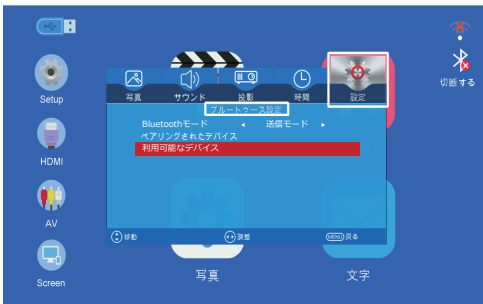 切断する
Setup
HDMI
AV
Screen
写真
サウンド
投影
時間
設定
ブルートゥース設定
Bluetoothモード
送信モード
ペアリングされたデバイス
利用可能なデバイス
移動
調整
MENU 戻る
写真
文字